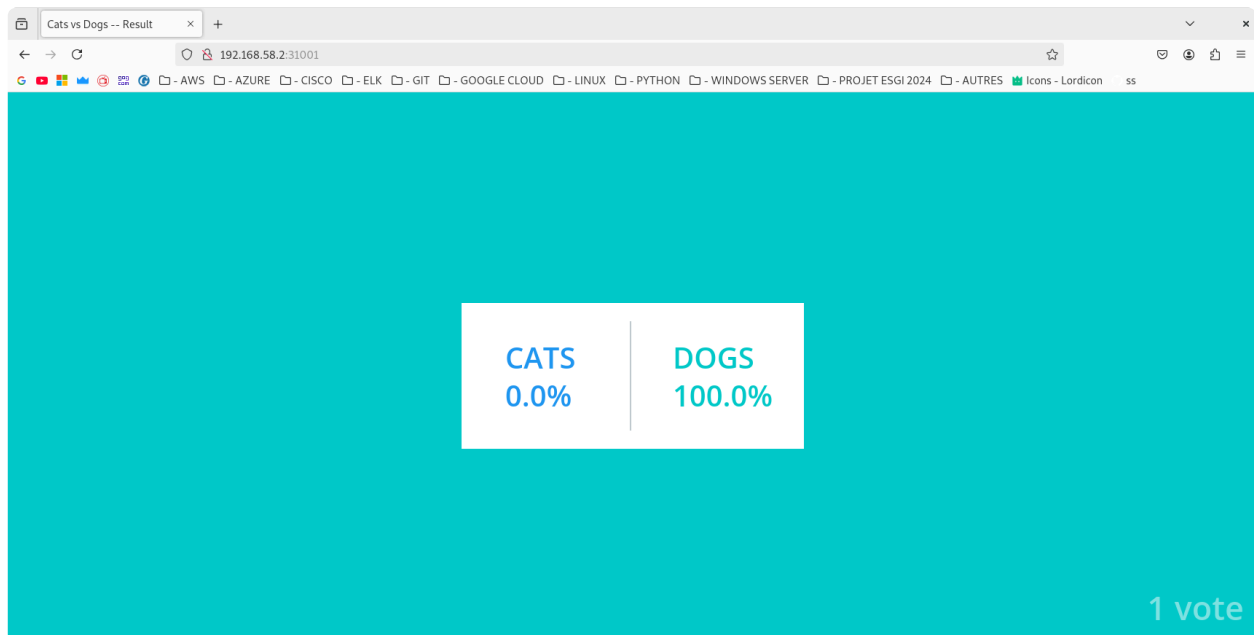 Cats vs Dogs -- Result
192.168.58.2:31001
- AWS - AZURE - CISCO - ELK - GIT - GOOGLE CLOUD - LINUX - PYTHON - WINDOWS SERVER - PROJET ESGI 2024 - AUTRES Icons - Lordicon ss
CATS DOGS
0.0% 100.0%
1 vote